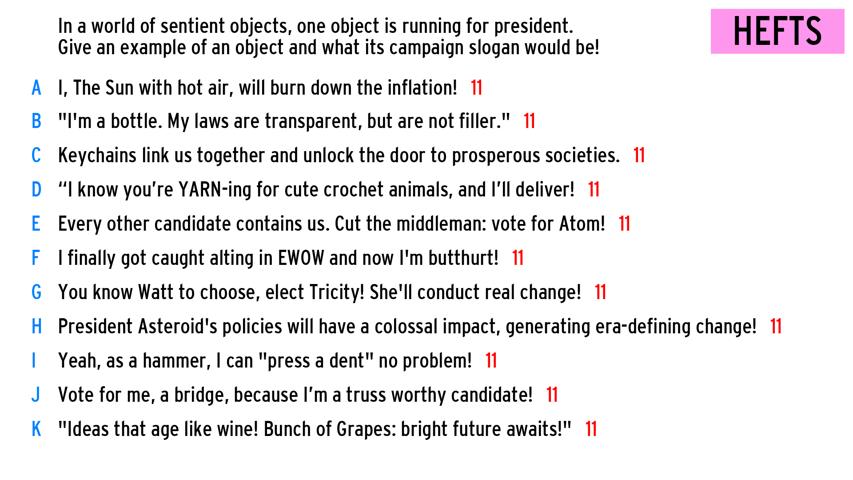 In a world of sentient objects, one object is running for president.
HEFTS
Give an example of an object and what its campaign slogan would be!
A I, The Sun with hot air, will burn down the inflation! 11
B "I'm a bottle. My laws are transparent, but are not filler." 11
C Keychains link us together and unlock the door to prosperous societies. 11
D “I know you’re YARN-ing for cute crochet animals, and I’ll deliver! 11
E Every other candidate contains us. Cut the middleman: vote for Atom! 11
F I finally got caught alting in EWOW and now I'm butthurt! 11
G You know Watt to choose, elect Tricity! She'll conduct real change! 11
H President Asteroid's policies will have a colossal impact, generating era-defining change! 11
I Yeah, as a hammer, I can "press a dent" no problem! 11
J Vote for me, a bridge, because I’m a truss worthy candidate! 11
K "Ideas that age like wine! Bunch of Grapes: bright future awaits!" 11